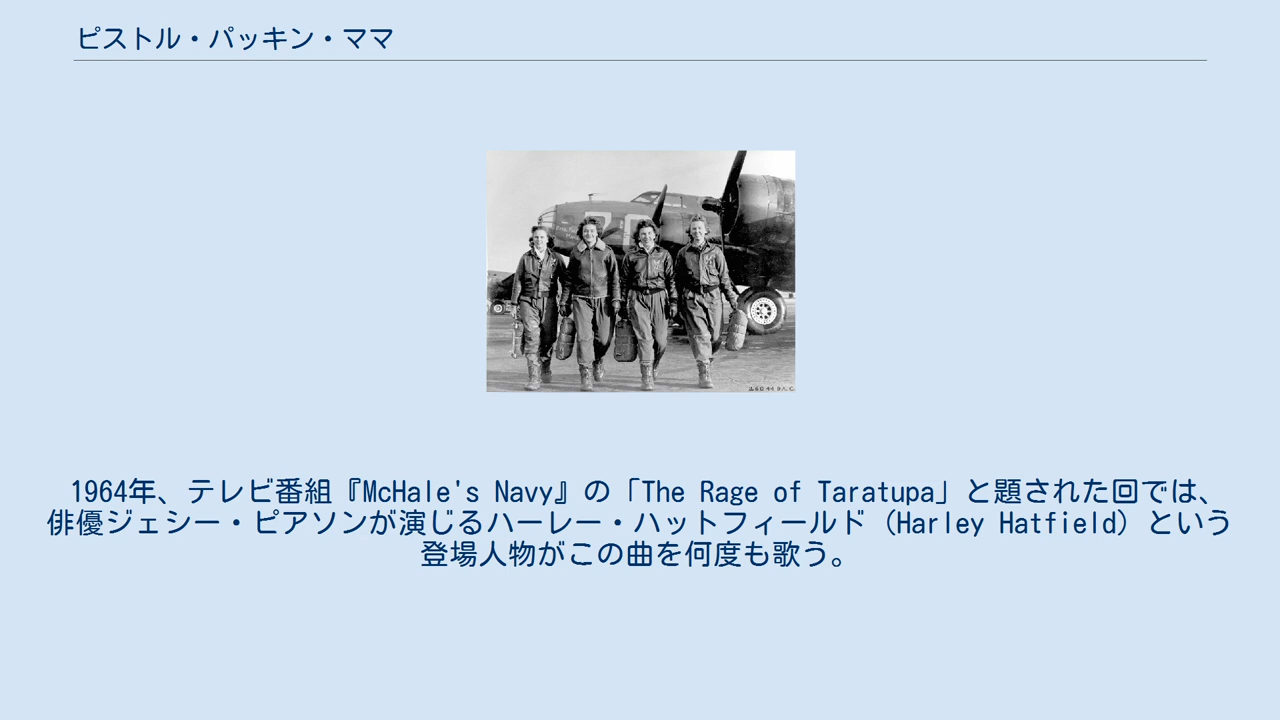 ピストル・パッキン・ママ
1964年、テレビ番組『McHale's Navy』の「The Rage of Taratupa」と題された回では、
俳優ジェシー・ピアソンが演じるハーレー・ハットフィールド（Harley Hatfield）という
登場人物がこの曲を何度も歌う。